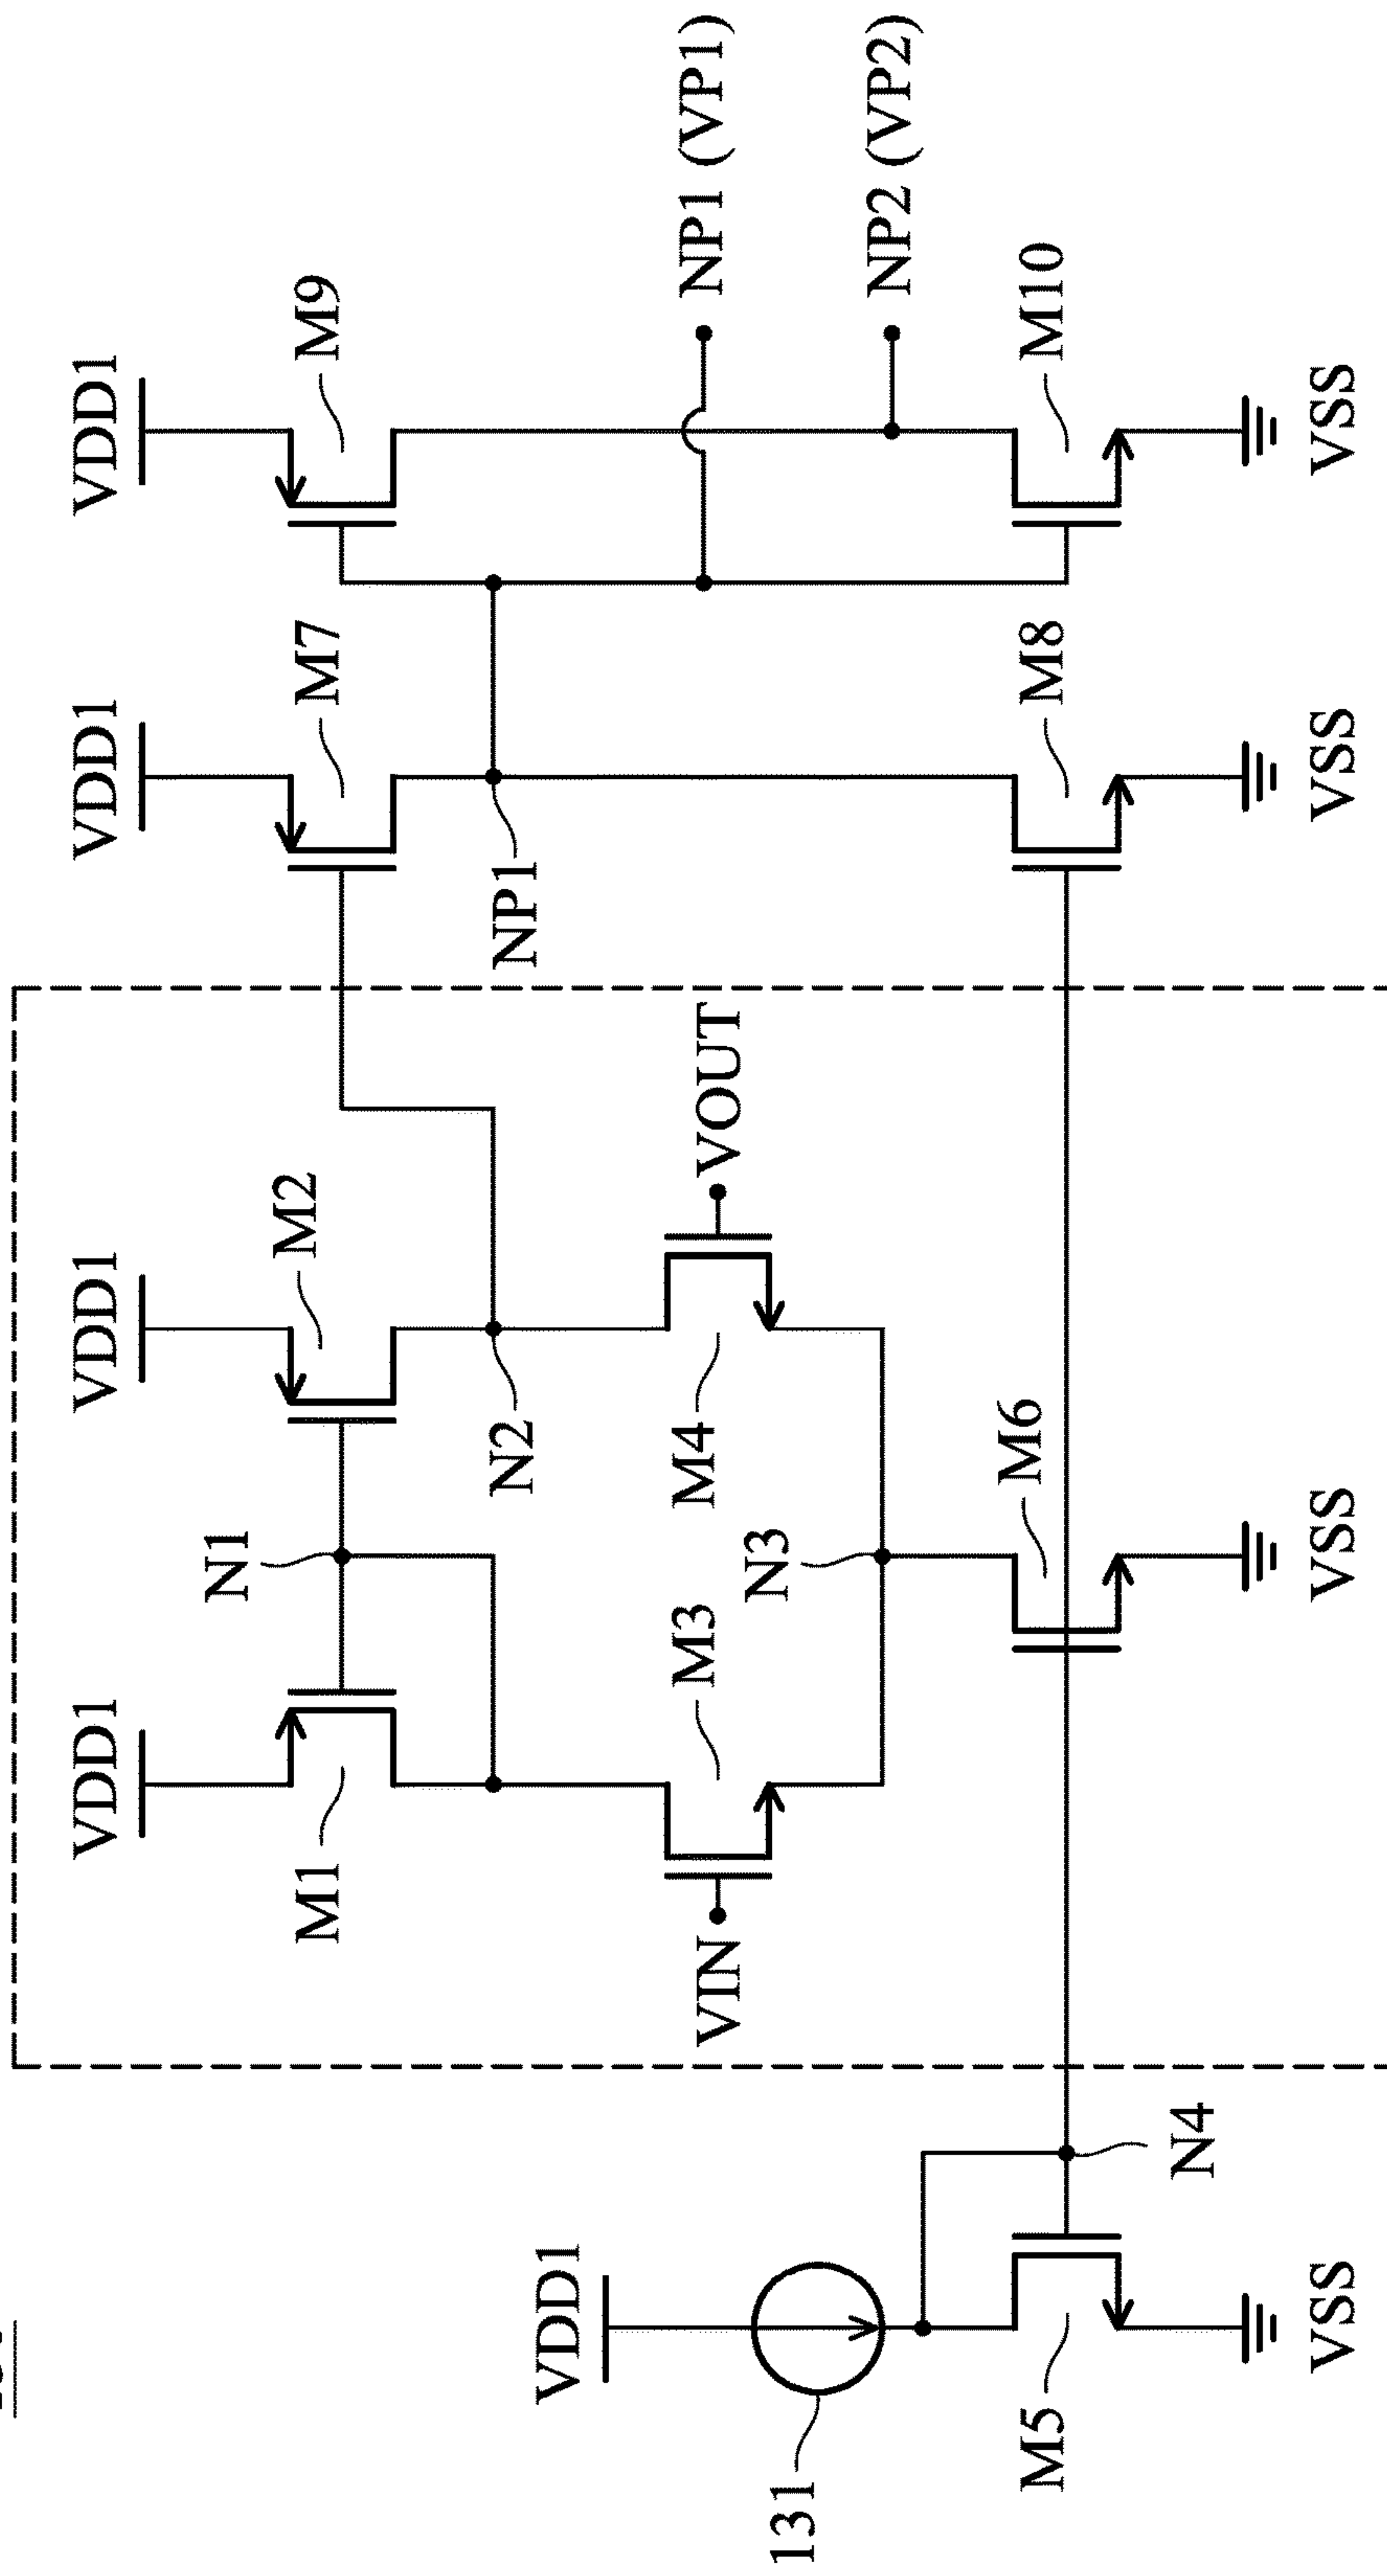 VDD1
VDD1
VDD1
VDD1
M1
N1
M2
M7
M9
N2
NP1
VIN
M3
M4
VOUT
NP1 (VP1)
VDD1
N3
NP2 (VP2)
131
M5
N4
M6
M8
M10
VSS
VSS
VSS
VSS